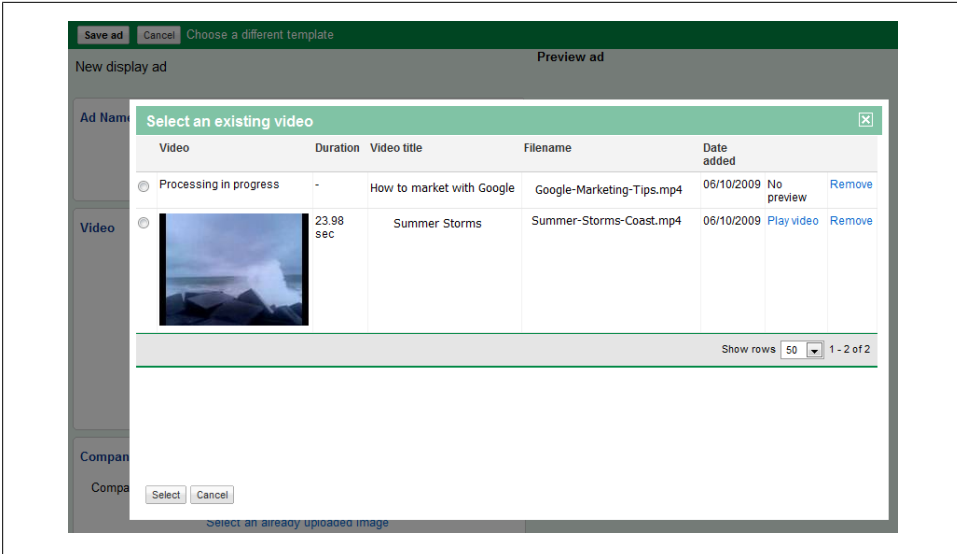 Save ad Cancel Choose a different template
New display ad
Preview ad
Ad Name
Select an existing video
Video Duration Video title Filename Date added
Processing in progress - How to market with Google Google-Marketing-Tips.mp4 06/10/2009 No preview Remove
23.98 sec Summer Storms Summer-Storms-Coast.mp4 06/10/2009 Play video Remove
Show rows 50 1 - 2 of 2
Video
Compan
Compa
Select Cancel
Select an already uploaded image